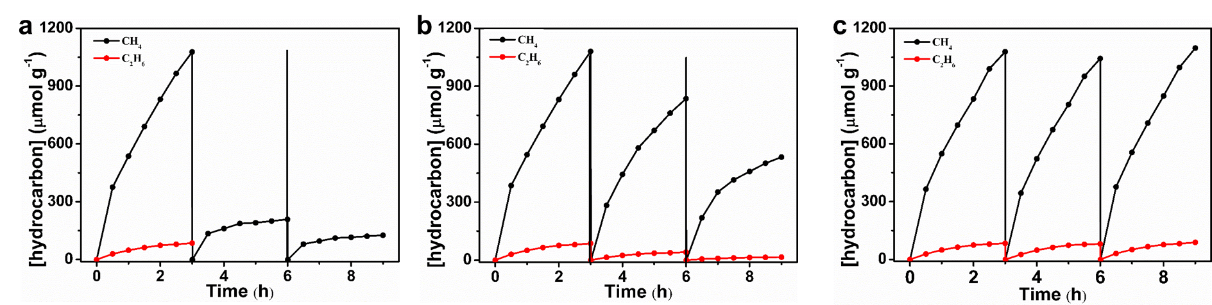 a
1200
900
600
300
0
[hydrocarbon] (μmol g⁻¹)
CH₄
C₂H₆
0 2 4 6 8
Time (h)
b
1200
900
600
300
0
[hydrocarbon] (μmol g⁻¹)
CH₄
C₂H₆
0 2 4 6 8
Time (h)
c
1200
900
600
300
0
[hydrocarbon] (μmol g⁻¹)
CH₄
C₂H₆
0 2 4 6 8
Time (h)